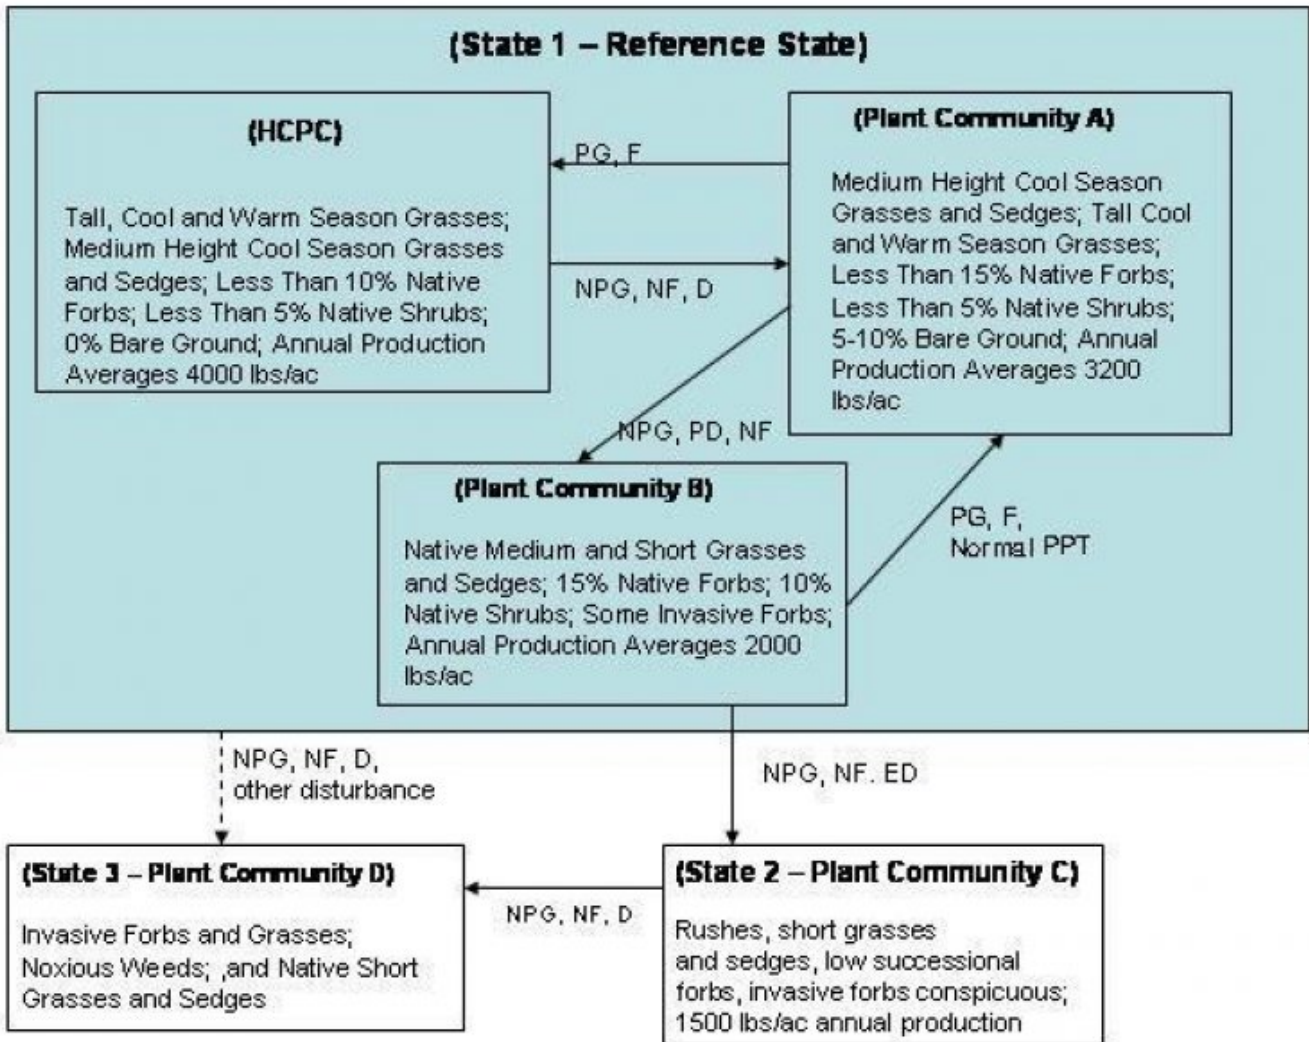 (State 1 – Reference State)
(HCPC)
Tall, Cool and Warm Season Grasses;
Medium Height Cool Season Grasses
and Sedges; Less Than 10% Native
Forbs; Less Than 5% Native Shrubs;
0% Bare Ground; Annual Production
Averages 4000 lbs/ac
PG, F
NPG, NF, D
(Plant Community A)
Medium Height Cool Season
Grasses and Sedges; Tall Cool
and Warm Season Grasses;
Less Than 15% Native Forbs;
Less Than 5% Native Shrubs;
5-10% Bare Ground; Annual
Production Averages 3200
lbs/ac
NPG, PD, NF
(Plant Community B)
Native Medium and Short Grasses
and Sedges; 15% Native Forbs; 10%
Native Shrubs; Some Invasive Forbs;
Annual Production Averages 2000
lbs/ac
PG, F,
Normal PPT
NPG, NF, D,
other disturbance
NPG, NF. ED
(State 3 – Plant Community D)
Invasive Forbs and Grasses;
Noxious Weeds; ,and Native Short
Grasses and Sedges
NPG, NF, D
(State 2 – Plant Community C)
Rushes, short grasses
and sedges, low successional
forbs, invasive forbs conspicuous;
1500 lbs/ac annual production